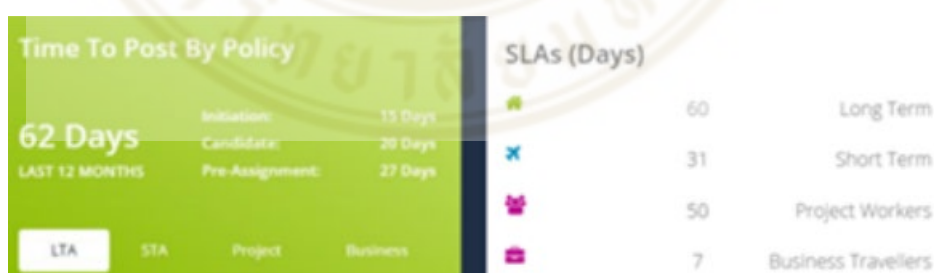 Time To Post By Policy
62 Days
LAST 12 MONTHS
Initiation: 15 Days
Candidate: 20 Days
Pre-Assignment: 27 Days
LTA STA Project Business
SLAs (Days)
60 Long Term
31 Short Term
50 Project Workers
7 Business Travellers